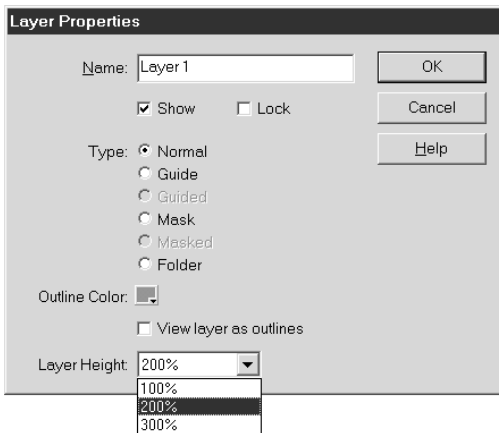 Layer Properties
Name: Layer 1
OK
Show
Lock
Cancel
Type: Normal
Help
Guide
Guided
Mask
Masked
Folder
Outline Color:
View layer as outlines
Layer Height: 200%
100%
200%
300%